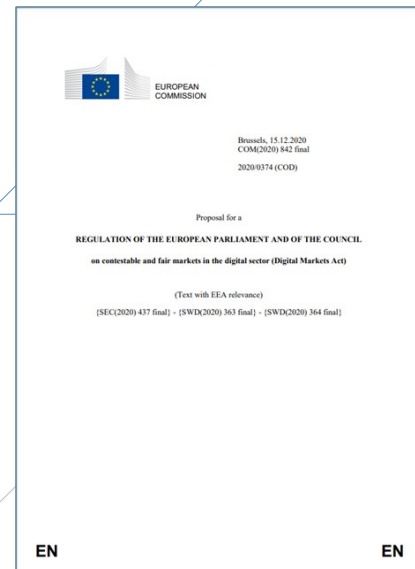 EUROPEAN
COMMISSION
Brussels, 15.12.2020
COM(2020) 842 final
2020/0374 (COD)
Proposal for a
REGULATION OF THE EUROPEAN PARLIAMENT AND OF THE COUNCIL
on contestable and fair markets in the digital sector (Digital Markets Act)
(Text with EEA relevance)
{SEC(2020) 437 final} - {SWD(2020) 363 final} - {SWD(2020) 364 final}
EN EN